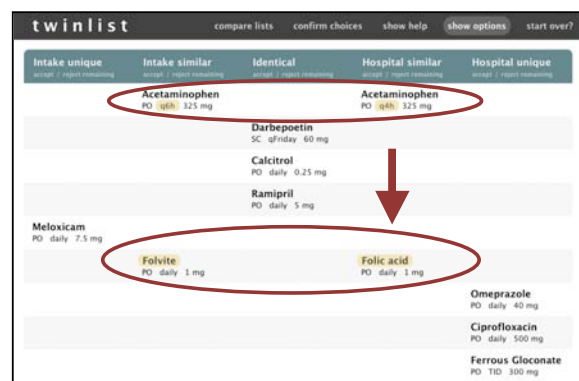 twinlist compare lists confirm choices show help show options start over?
Intake unique Intake similar Identical Hospital similar Hospital unique
accept / reject remaining accept / reject remaining accept / reject remaining accept / reject remaining
Acetaminophen Acetaminophen
PO q6h 325 mg PO q4h 325 mg
Darbepoetin
SC qFriday 60 mg
Calcitrol
PO daily 0.25 mg
Ramipril
PO daily 5 mg
Meloxicam
PO daily 7.5 mg
Folvite Folic acid
PO daily 1 mg PO daily 1 mg
Omeprazole
PO daily 40 mg
Ciprofloxacin
PO daily 500 mg
Ferrous Gloconate
PO TID 300 mg